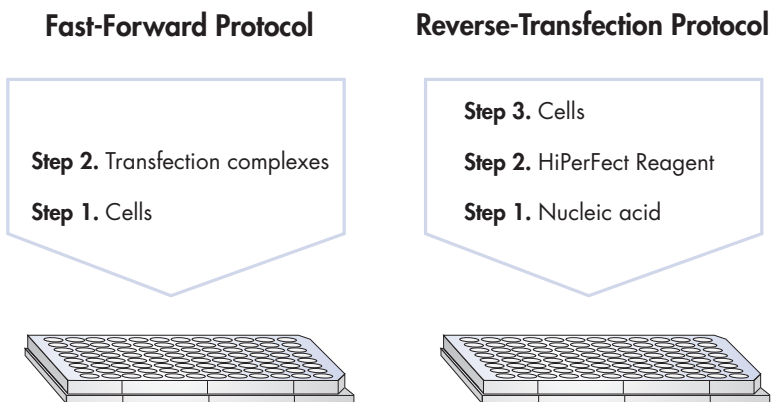 Fast-Forward Protocol
Step 2. Transfection complexes
Step 1. Cells
Reverse-Transfection Protocol
Step 3. Cells
Step 2. HiPerFect Reagent
Step 1. Nucleic acid